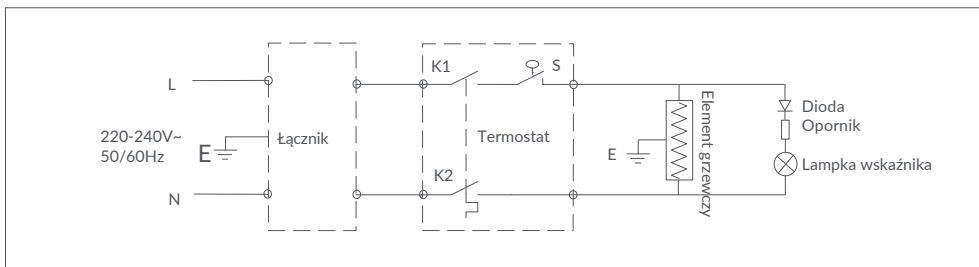 L
220-240V~
50/60Hz
E
N
Łącznik
K1
S
Termostat
K2
E
Element grzewczy
Dioda
Opornik
Lampka wskaźnika